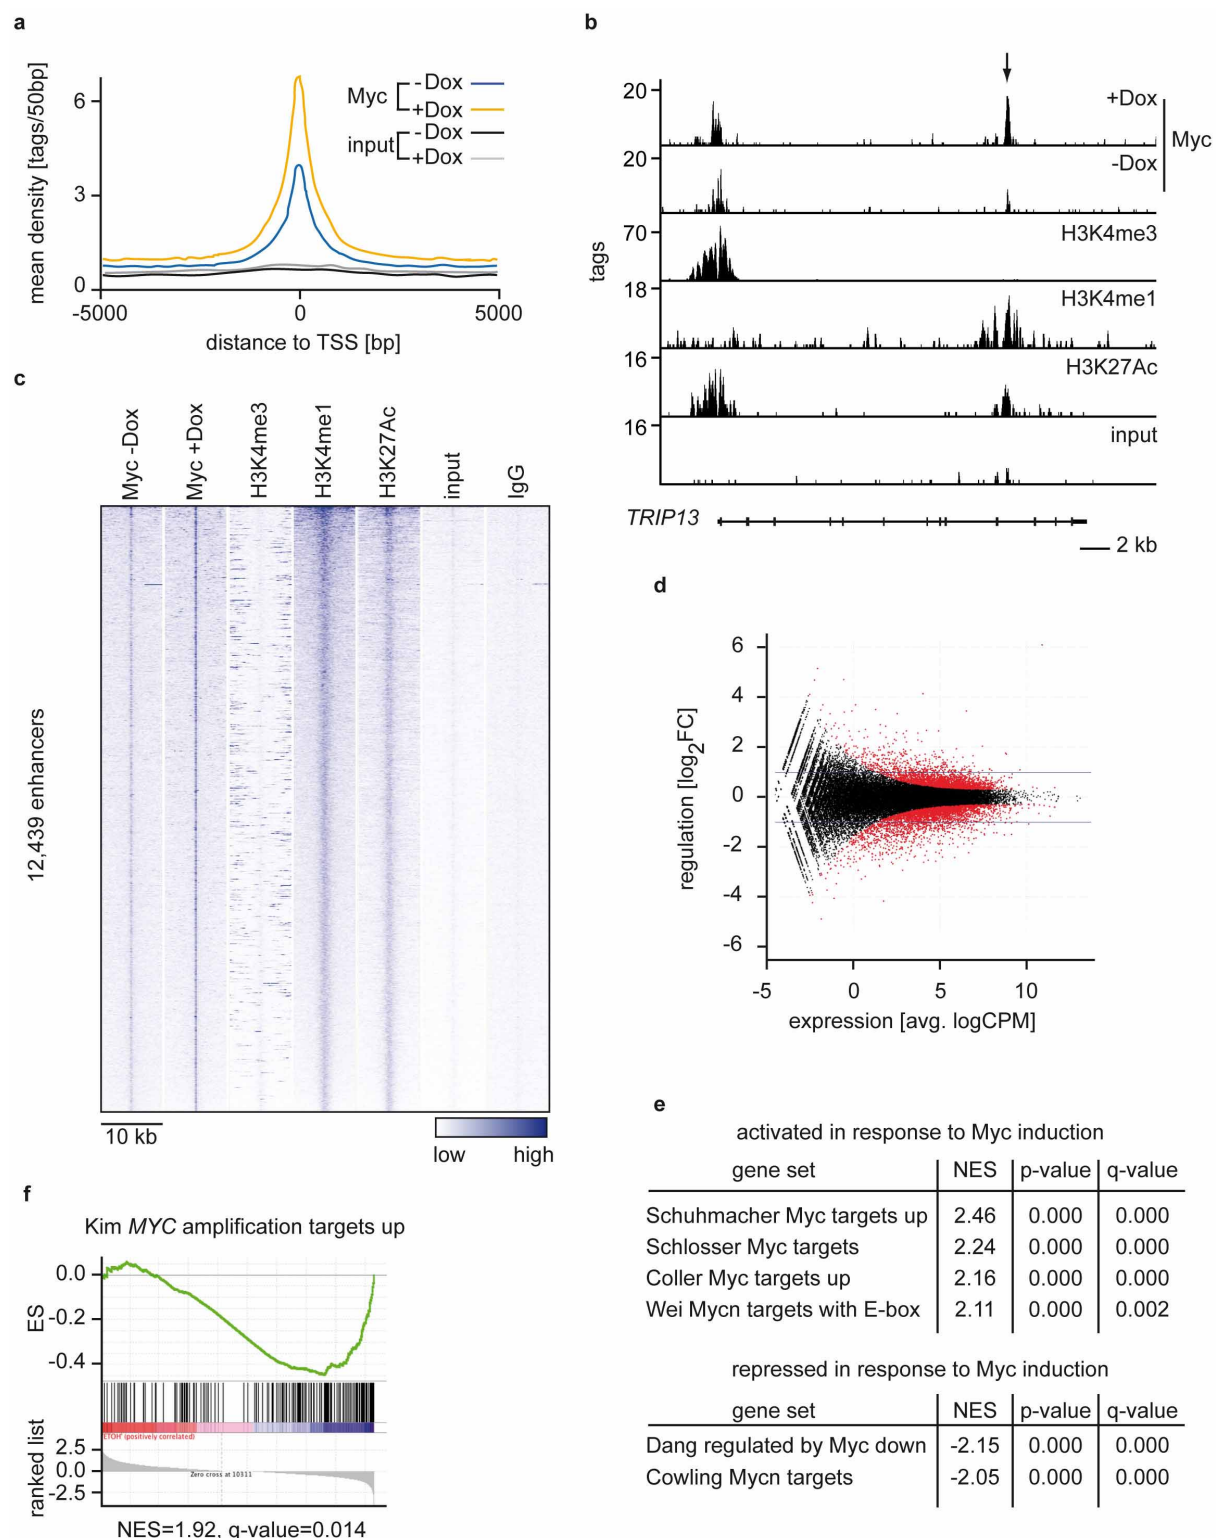 a
mean density [tags/50bp]
6
3
0
-5000
0
5000
distance to TSS [bp]
Myc
-Dox
+Dox
input
-Dox
+Dox
b
tags
20
+Dox
Myc
20
-Dox
70
H3K4me3
18
H3K4me1
16
H3K27Ac
16
input
TRIP13
2 kb
c
Myc -Dox
Myc +Dox
H3K4me3
H3K4me1
H3K27Ac
input
IgG
12,439 enhancers
10 kb
low high
d
regulation [log2FC]
6
4
2
0
-2
-4
-6
-5 0 5 10
expression [avg. logCPM]
e
activated in response to Myc induction
gene set NES p-value q-value
Schuhmacher Myc targets up 2.46 0.000 0.000
Schlosser Myc targets 2.24 0.000 0.000
Coller Myc targets up 2.16 0.000 0.000
Wei Mycn targets with E-box 2.11 0.000 0.002
repressed in response to Myc induction
gene set NES p-value q-value
Dang regulated by Myc down -2.15 0.000 0.000
Cowling Mycn targets -2.05 0.000 0.000
f
Kim MYC amplification targets up
ES
0.0
-0.2
-0.4
'ETOH' (positively correlated)
ranked list
2.5
0.0
-2.5
Zero cross at 10311
NES=1.92, q-value=0.014